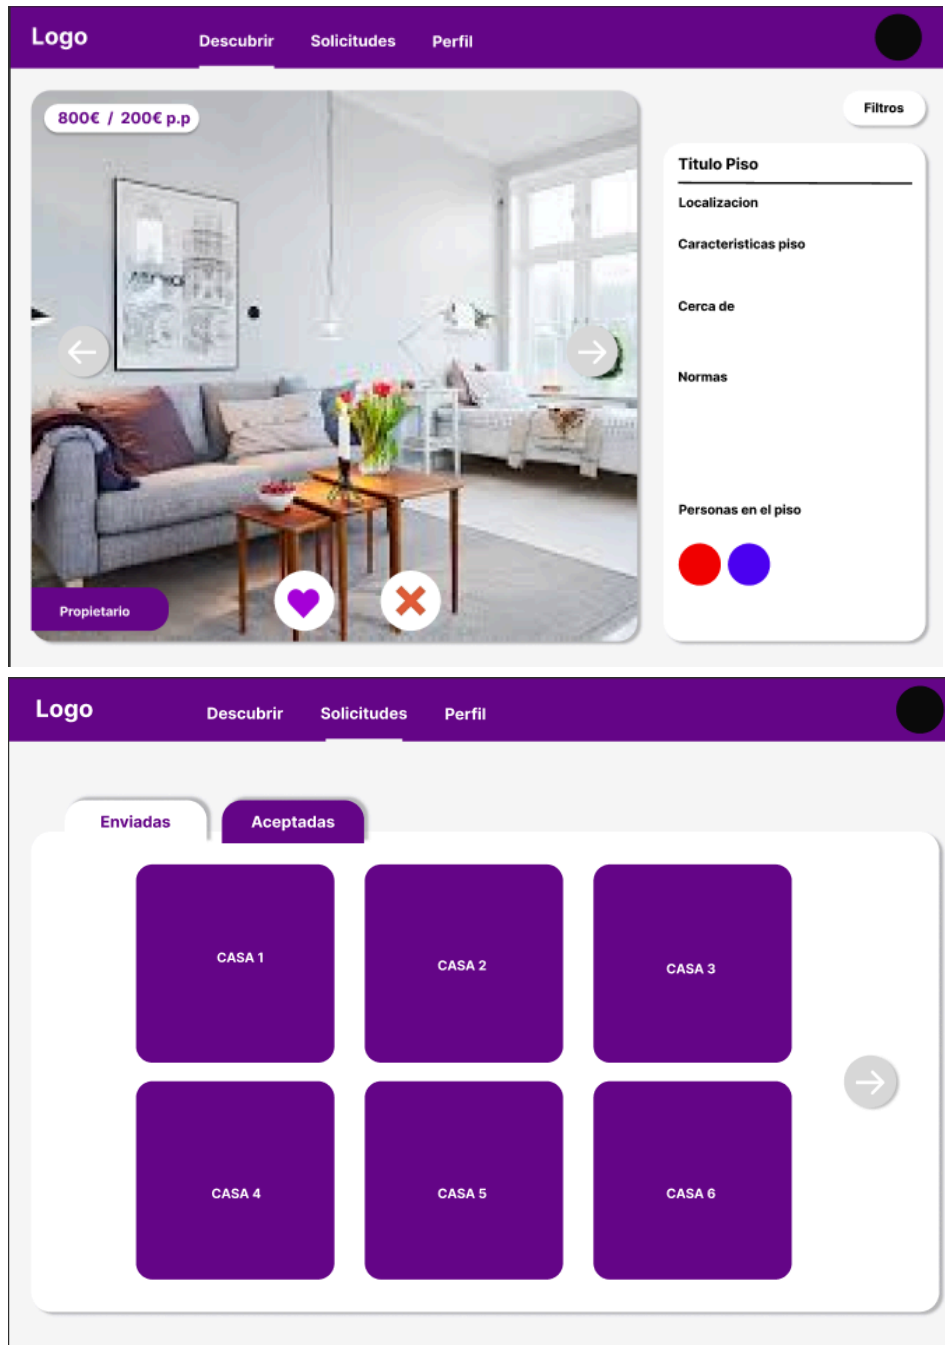 Logo
Descubrir
Solicitudes
Perfil
800€ / 200€ p.p
Filtros
Titulo Piso
Localizacion
Caracteristicas piso
Cerca de
Normas
Personas en el piso
Propietario
Logo
Descubrir
Solicitudes
Perfil
Enviadas
Aceptadas
CASA 1
CASA 2
CASA 3
CASA 4
CASA 5
CASA 6